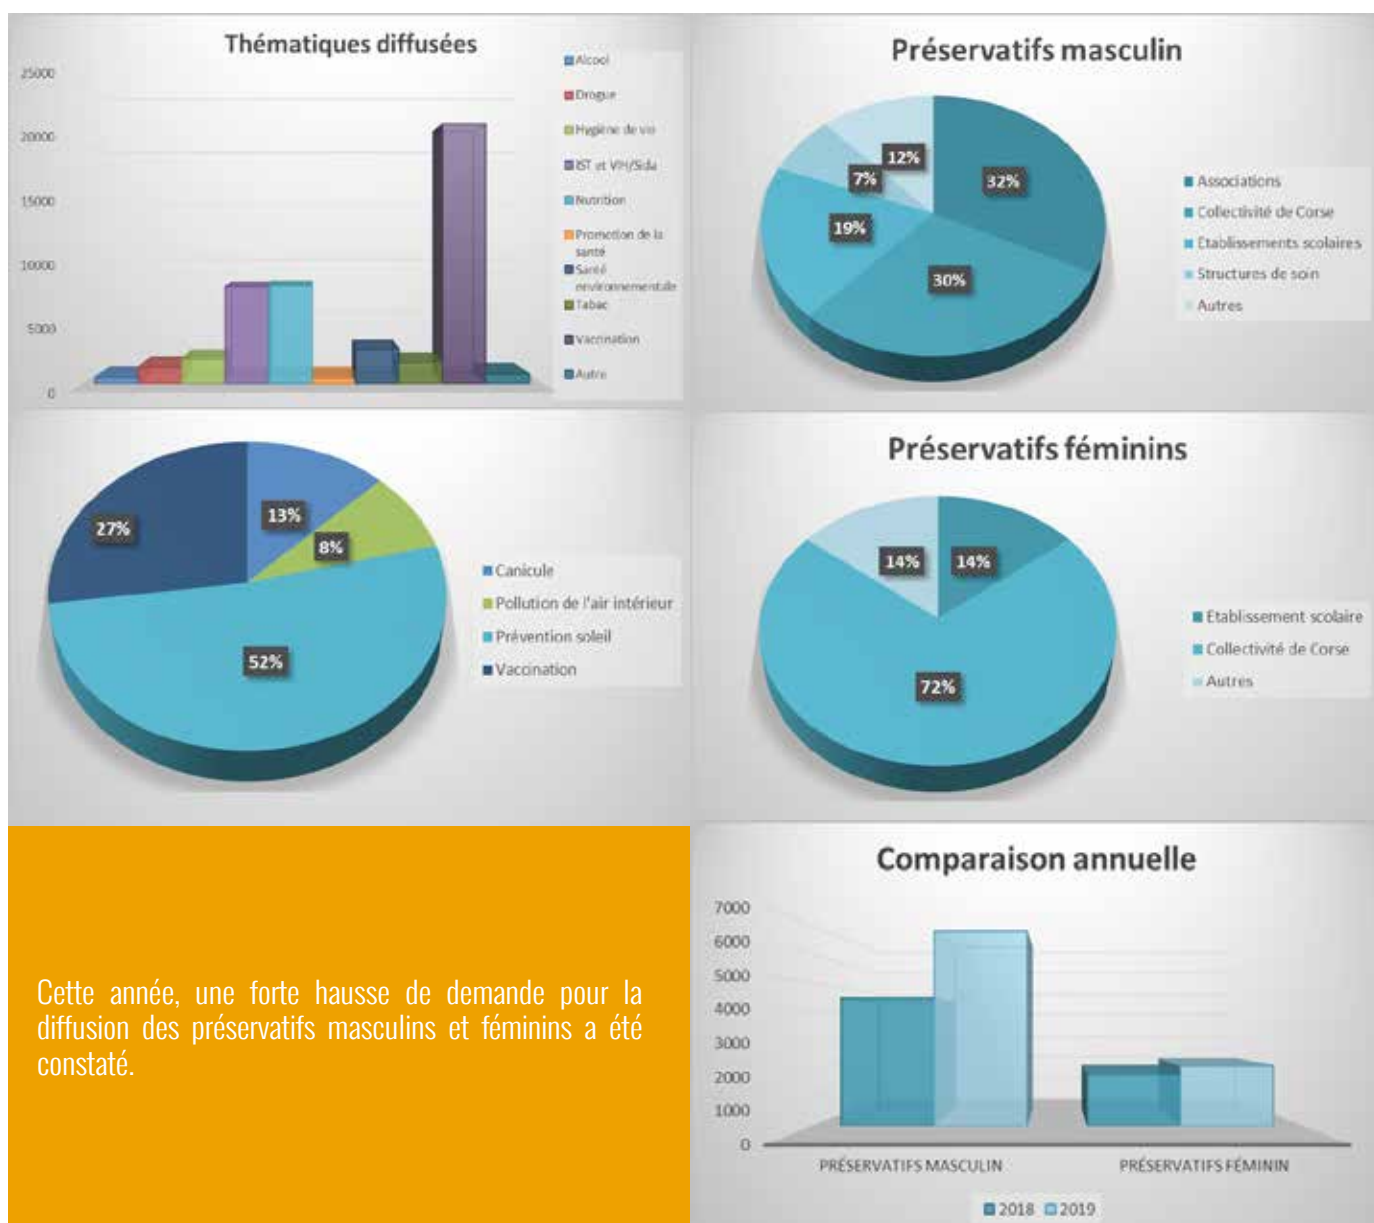 Thématiques diffusées
25000
20000
15000
10000
5000
0
Alcool
Drogue
Hygiène de vie
IST et VIH/Sida
Nutrition
Promotion de la
santé
Santé
environnementale
Tabac
Vaccination
Autre
Préservatifs masculin
12%
7%
32%
19%
30%
Associations
Collectivité de Corse
Etablissements scolaires
Structures de soin
Autres
27%
13%
8%
52%
Canicule
Pollution de l'air intérieur
Prévention soleil
Vaccination
Préservatifs féminins
14%
14%
72%
Etablissement scolaire
Collectivité de Corse
Autres
Cette année, une forte hausse de demande pour la
diffusion des préservatifs masculins et féminins a été
constaté.
Comparaison annuelle
7000
6000
5000
4000
3000
2000
1000
0
PRÉSERVATIFS MASCULIN
PRÉSERVATIFS FÉMININ
2018
2019